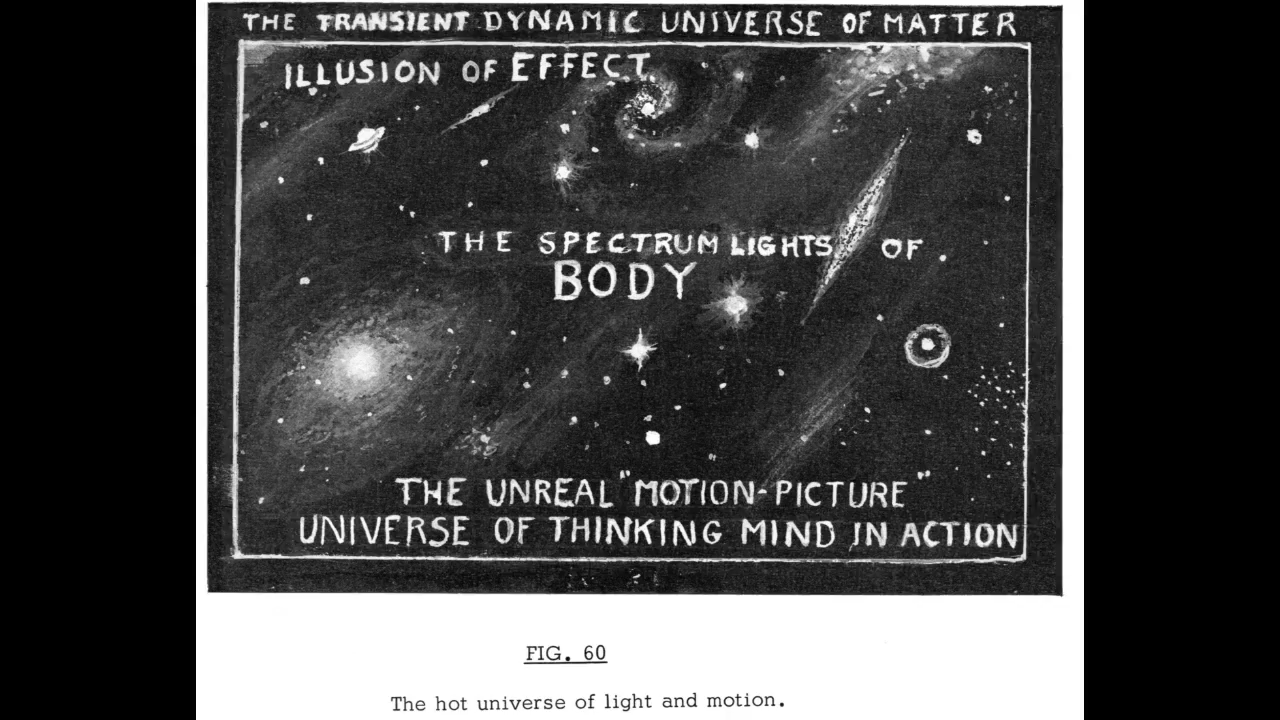 THE TRANSIENT DYNAMIC UNIVERSE OF MATTER
ILLUSION OF EFFECT.
THE SPECTRUM LIGHTS OF
BODY
THE UNREAL "MOTION-PICTURE"
UNIVERSE OF THINKING MIND IN ACTION
FIG. 60
The hot universe of light and motion.